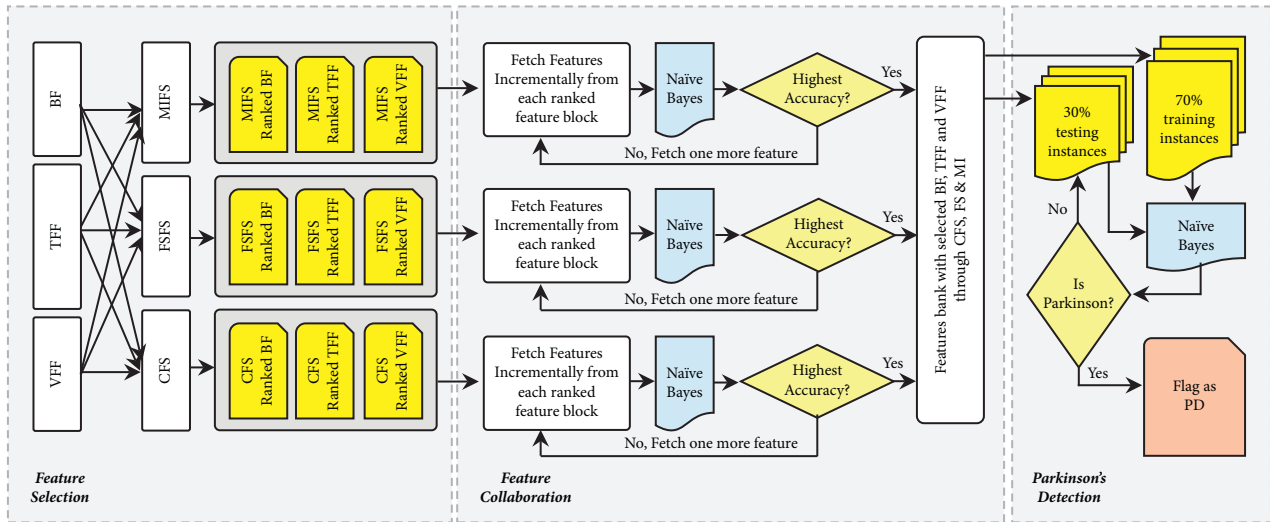 BF
TFF
VFF
MIFS
FSFS
CFS
MIFS
Ranked BF
MIFS
Ranked TFF
MIFS
Ranked VFF
FSFS
Ranked BF
FSFS
Ranked TFF
FSFS
Ranked VFF
CFS
Ranked BF
CFS
Ranked TFF
CFS
Ranked VFF
Feature
Selection
Fetch Features
Incrementally from
each ranked
feature block
Naïve
Bayes
Highest
Accuracy?
Yes
No, Fetch one more feature
Fetch Features
Incrementally from
each ranked
feature block
Naïve
Bayes
Highest
Accuracy?
Yes
No, Fetch one more feature
Fetch Features
Incrementally from
each ranked
feature block
Naïve
Bayes
Highest
Accuracy?
Yes
No, Fetch one more feature
Features bank with selected BF, TFF and VFF
through CFS, FS & MI
Feature
Collaboration
30%
testing
instances
70%
training
instances
No
Naïve
Bayes
Is
Parkinson?
Yes
Flag as
PD
Parkinson's
Detection